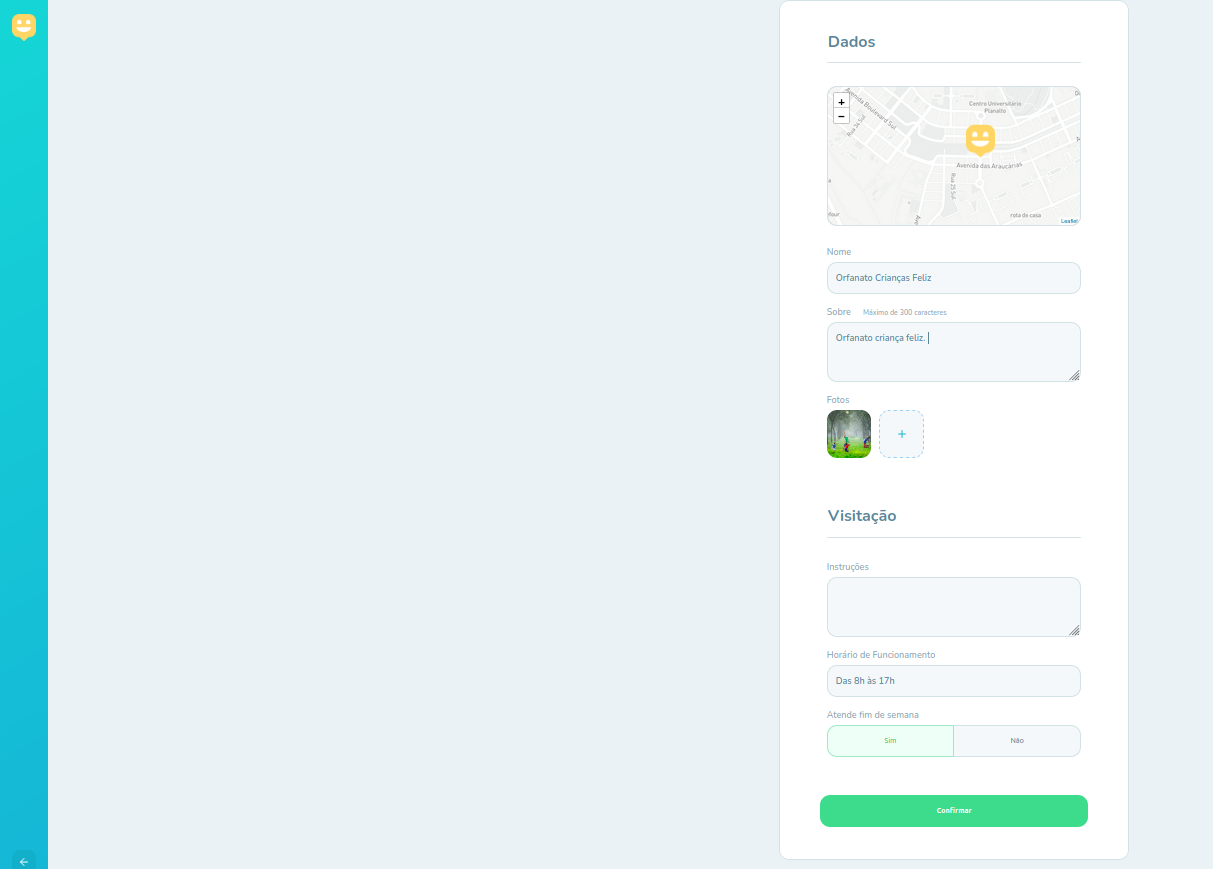 Dados
+
−
Avenida Boulevard Sul
Rua 34 Sul
Centro Universitário
Planalto
Avenida das Araucárias
Rua 25 Sul
Ave
rota de casa
Leaflet
Nome
Orfanato Crianças Feliz
Sobre Máximo de 300 caracteres
Orfanato criança feliz.
Fotos
+
Visitação
Instruções
Horário de Funcionamento
Das 8h às 17h
Atende fim de semana
Sim Não
Confirmar